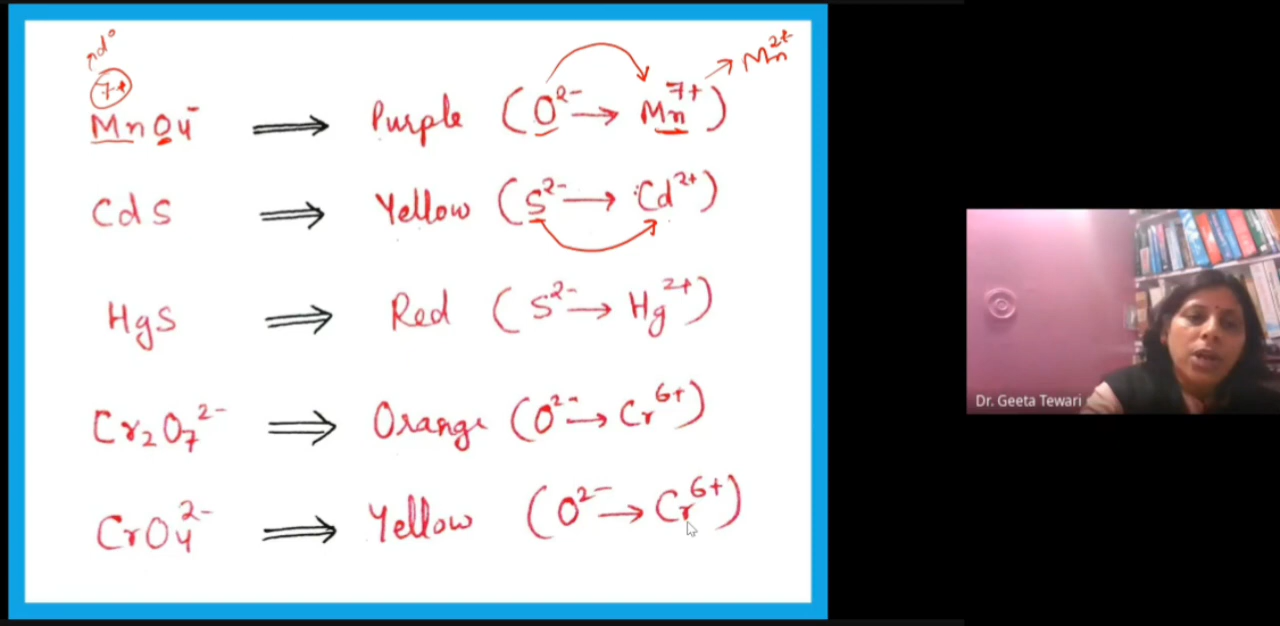 d⁰
7+
MnO₄⁻ ⟹ Purple (O²⁻ → Mn⁷⁺) → Mn²⁺
CdS ⟹ Yellow (S²⁻ → Cd²⁺)
HgS ⟹ Red (S²⁻ → Hg²⁺)
Cr₂O₇²⁻ ⟹ Orange (O²⁻ → Cr⁶⁺)
CrO₄²⁻ ⟹ Yellow (O²⁻ → Cr⁶⁺)
Dr. Geeta Tewari